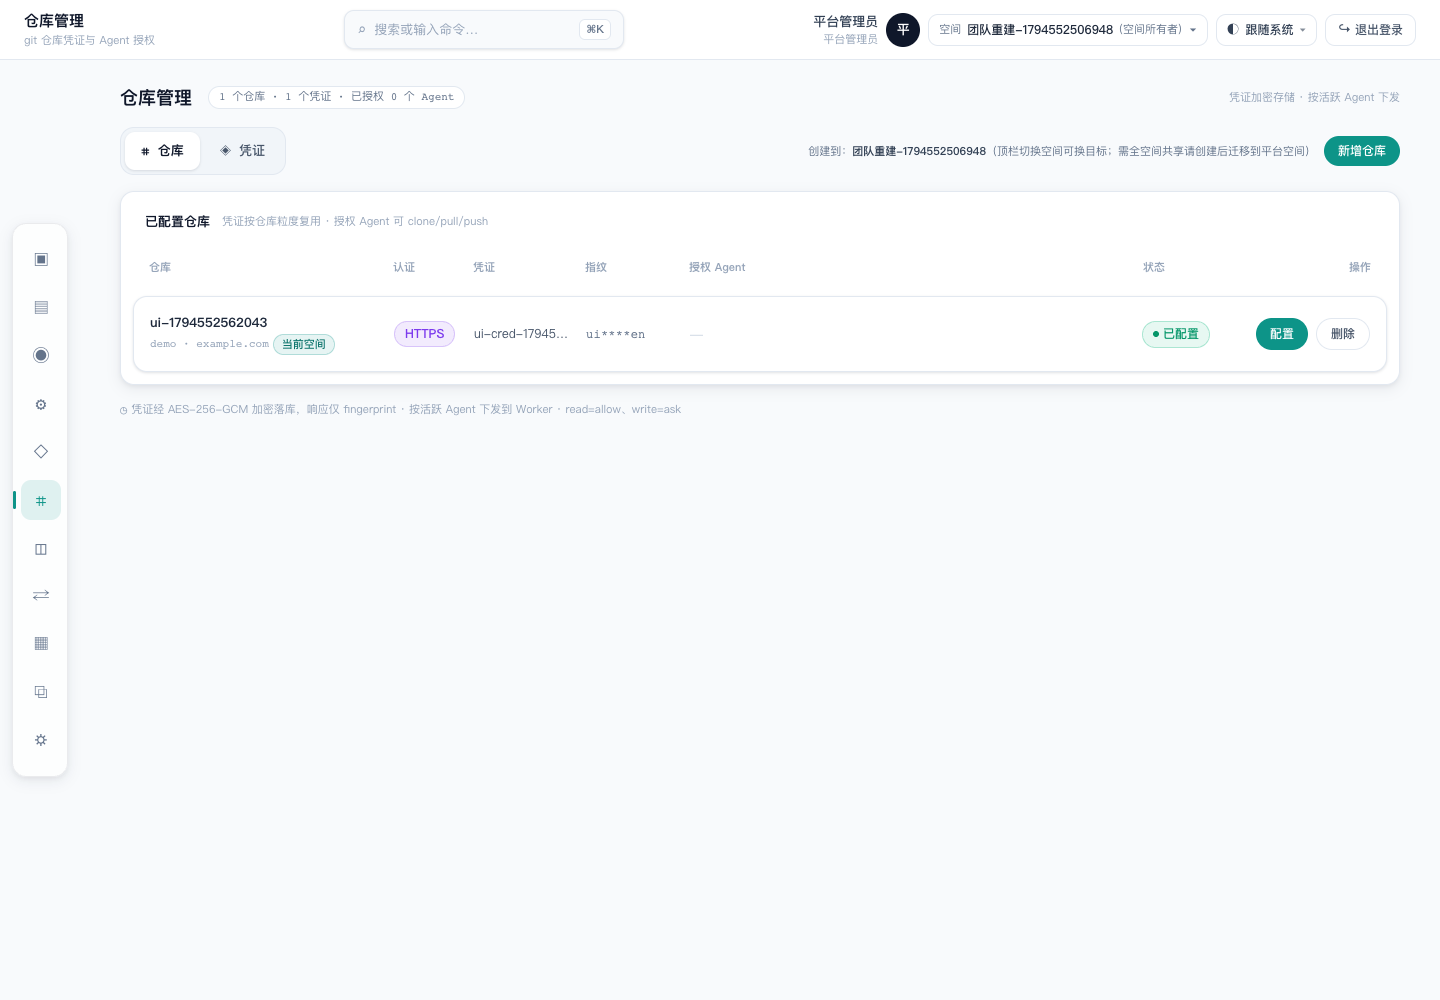 仓库管理
git 仓库凭证与 Agent 授权
搜索或输入命令...
⌘K
平台管理员
平台管理员
平
空间 团队重建-1794552506948 (空间所有者)
跟随系统
退出登录
仓库管理
1 个仓库 · 1 个凭证 · 已授权 0 个 Agent
凭证加密存储 · 按活跃 Agent 下发
仓库
凭证
创建到：团队重建-1794552506948（顶栏切换空间可换目标；需全空间共享请创建后迁移到平台空间）
新增仓库
已配置仓库 凭证按仓库粒度复用 · 授权 Agent 可 clone/pull/push
仓库 认证 凭证 指纹 授权 Agent 状态 操作
ui-1794552562043
demo · example.com 当前空间
HTTPS
ui-cred-17945...
ui****en
—
已配置
配置
删除
凭证经 AES-256-GCM 加密落库，响应仅 fingerprint · 按活跃 Agent 下发到 Worker · read=allow、write=ask